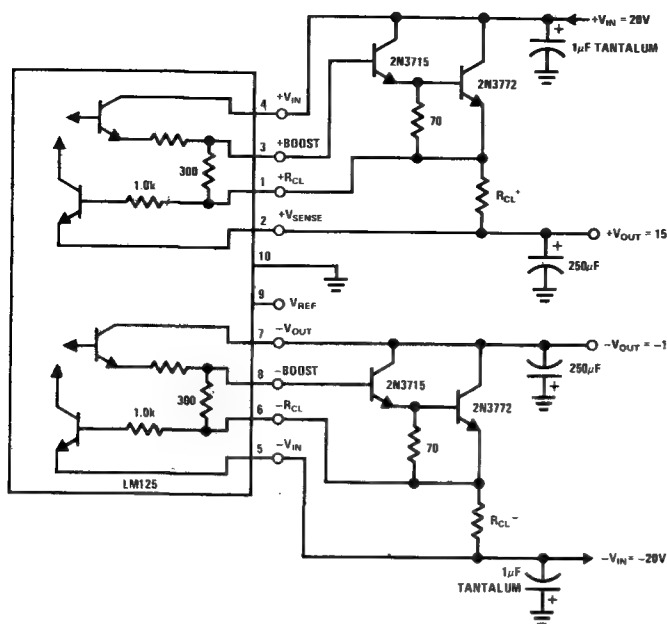 +VIN = 20V
1μF TANTALUM
2N3715
2N3772
4 +VIN
3 +BOOST
70
300
1 +RCL
1.0k
RCL+
2 +VSENSE
+VOUT = 15
10
250μF
9 VREF
7 -VOUT
-VOUT = -1
8 -BOOST
2N3715
2N3772
250μF
300
6 -RCL
1.0k
70
5 -VIN
LM125
RCL-
-VIN = -20V
1μF
TANTALUM